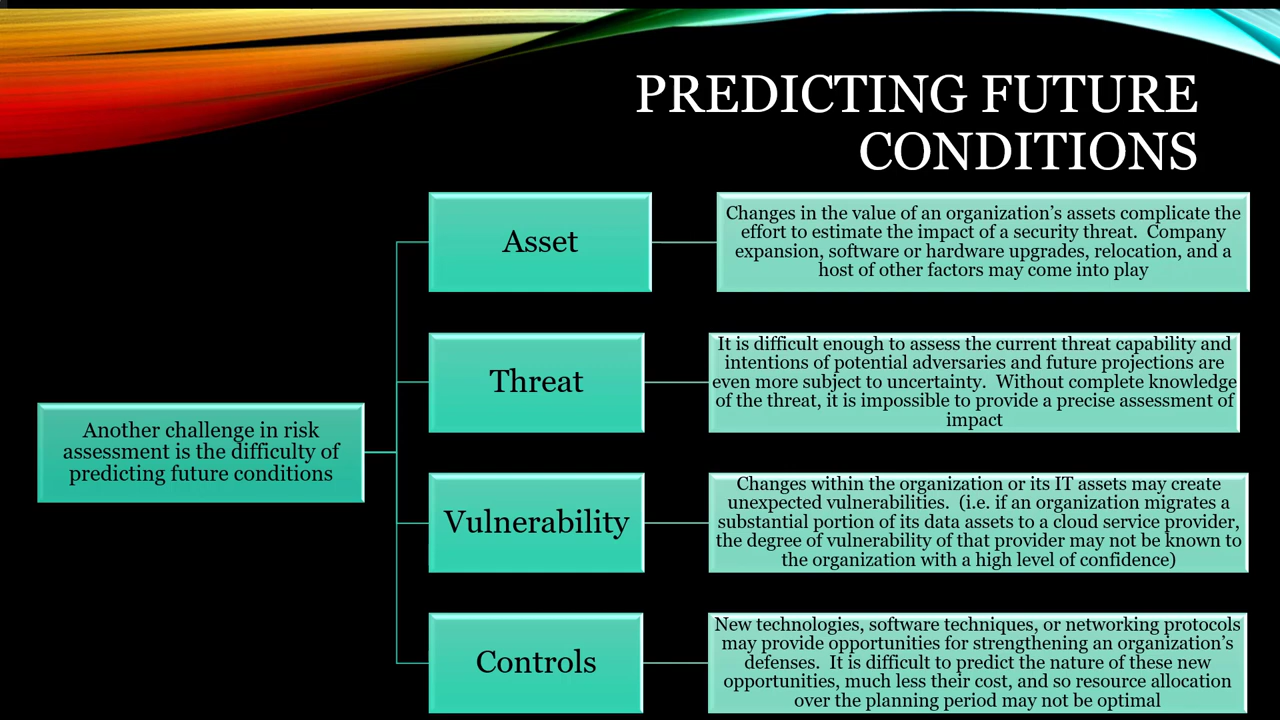 PREDICTING FUTURE
CONDITIONS
Another challenge in risk
assessment is the difficulty of
predicting future conditions
Asset
Changes in the value of an organization’s assets complicate the
effort to estimate the impact of a security threat.  Company
expansion, software or hardware upgrades, relocation, and a
host of other factors may come into play
Threat
It is difficult enough to assess the current threat capability and
intentions of potential adversaries and future projections are
even more subject to uncertainty.  Without complete knowledge
of the threat, it is impossible to provide a precise assessment of
impact
Vulnerability
Changes within the organization or its IT assets may create
unexpected vulnerabilities.  (i.e. if an organization migrates a
substantial portion of its data assets to a cloud service provider,
the degree of vulnerability of that provider may not be known to
the organization with a high level of confidence)
Controls
New technologies, software techniques, or networking protocols
may provide opportunities for strengthening an organization’s
defenses.  It is difficult to predict the nature of these new
opportunities, much less their cost, and so resource allocation
over the planning period may not be optimal